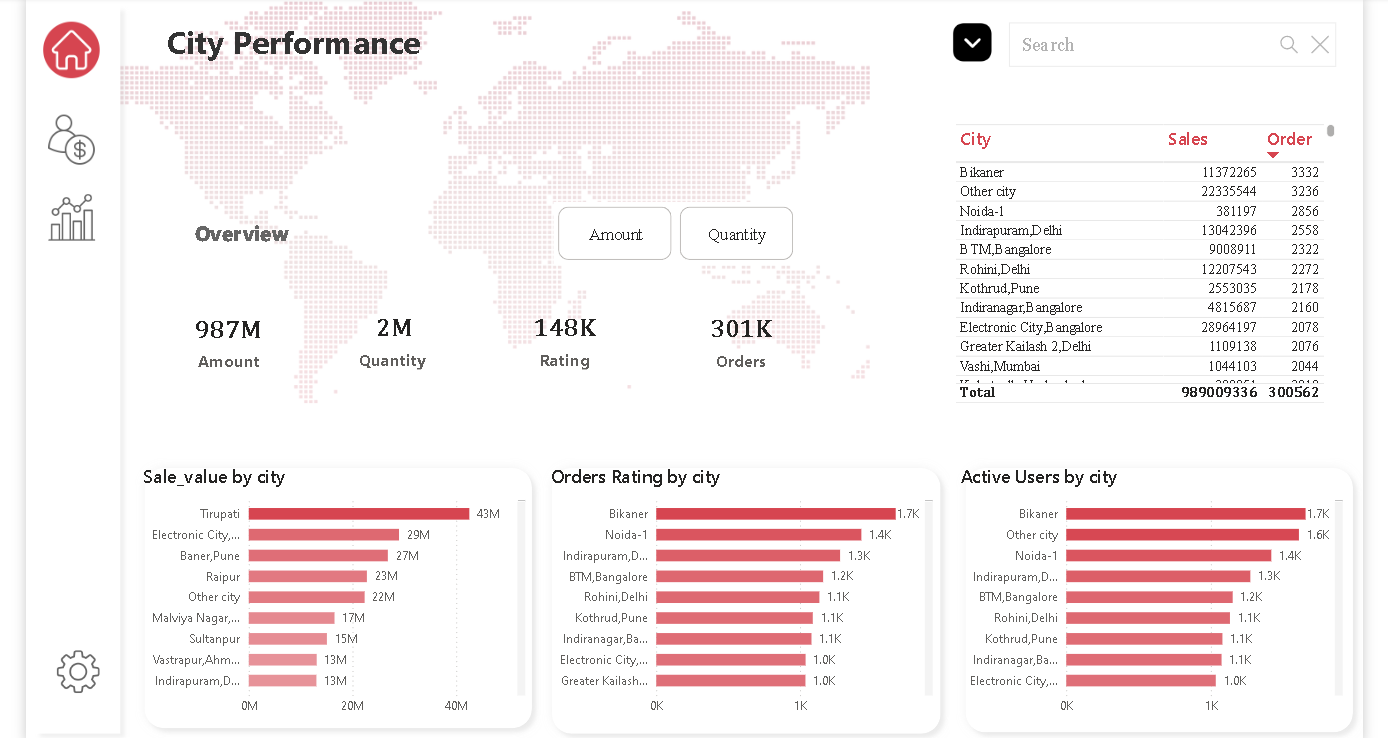 City Performance
Search
Overview
Amount
Quantity
987M
Amount
2M
Quantity
148K
Rating
301K
Orders
City Sales Order
Bikaner 11372265 3332
Other city 22335544 3236
Noida-1 381197 2856
Indirapuram,Delhi 13042396 2558
BTM,Bangalore 9008911 2322
Rohini,Delhi 12207543 2272
Kothrud,Pune 2553035 2178
Indiranagar,Bangalore 4815687 2160
Electronic City,Bangalore 28964197 2078
Greater Kailash 2,Delhi 1109138 2076
Vashi,Mumbai 1044103 2044
Total 989009336 300562
Sale_value by city
Tirupati 43M
Electronic City,... 29M
Baner,Pune 27M
Raipur 23M
Other city 22M
Malviya Nagar,... 17M
Sultanpur 15M
Vastrapur,Ahm... 13M
Indirapuram,D... 13M
0M 20M 40M
Orders Rating by city
Bikaner 1.7K
Noida-1 1.4K
Indirapuram,D... 1.3K
BTM,Bangalore 1.2K
Rohini,Delhi 1.1K
Kothrud,Pune 1.1K
Indiranagar,Ba... 1.1K
Electronic City,... 1.0K
Greater Kailash... 1.0K
0K 1K
Active Users by city
Bikaner 1.7K
Other city 1.6K
Noida-1 1.4K
Indirapuram,D... 1.3K
BTM,Bangalore 1.2K
Rohini,Delhi 1.1K
Kothrud,Pune 1.1K
Indiranagar,Ba... 1.1K
Electronic City,... 1.0K
0K 1K